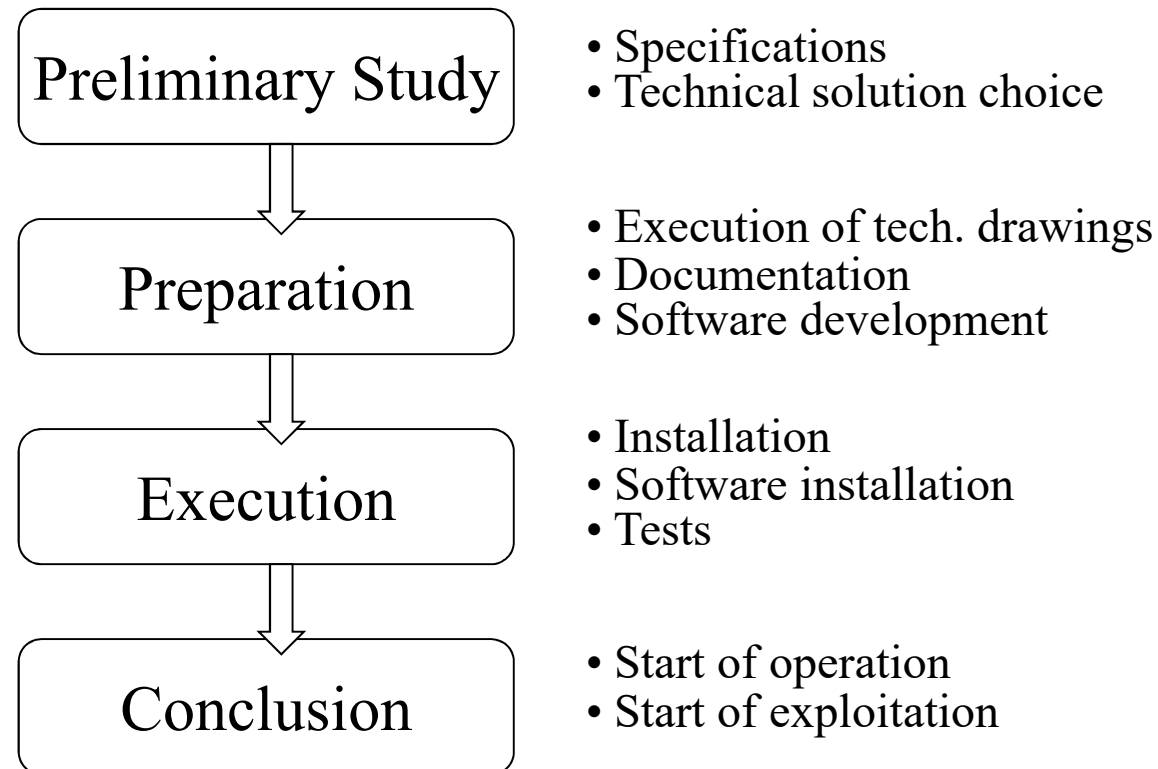 Preliminary Study
• Specifications
• Technical solution choice
Preparation
• Execution of tech. drawings
• Documentation
• Software development
Execution
• Installation
• Software installation
• Tests
Conclusion
• Start of operation
• Start of exploitation